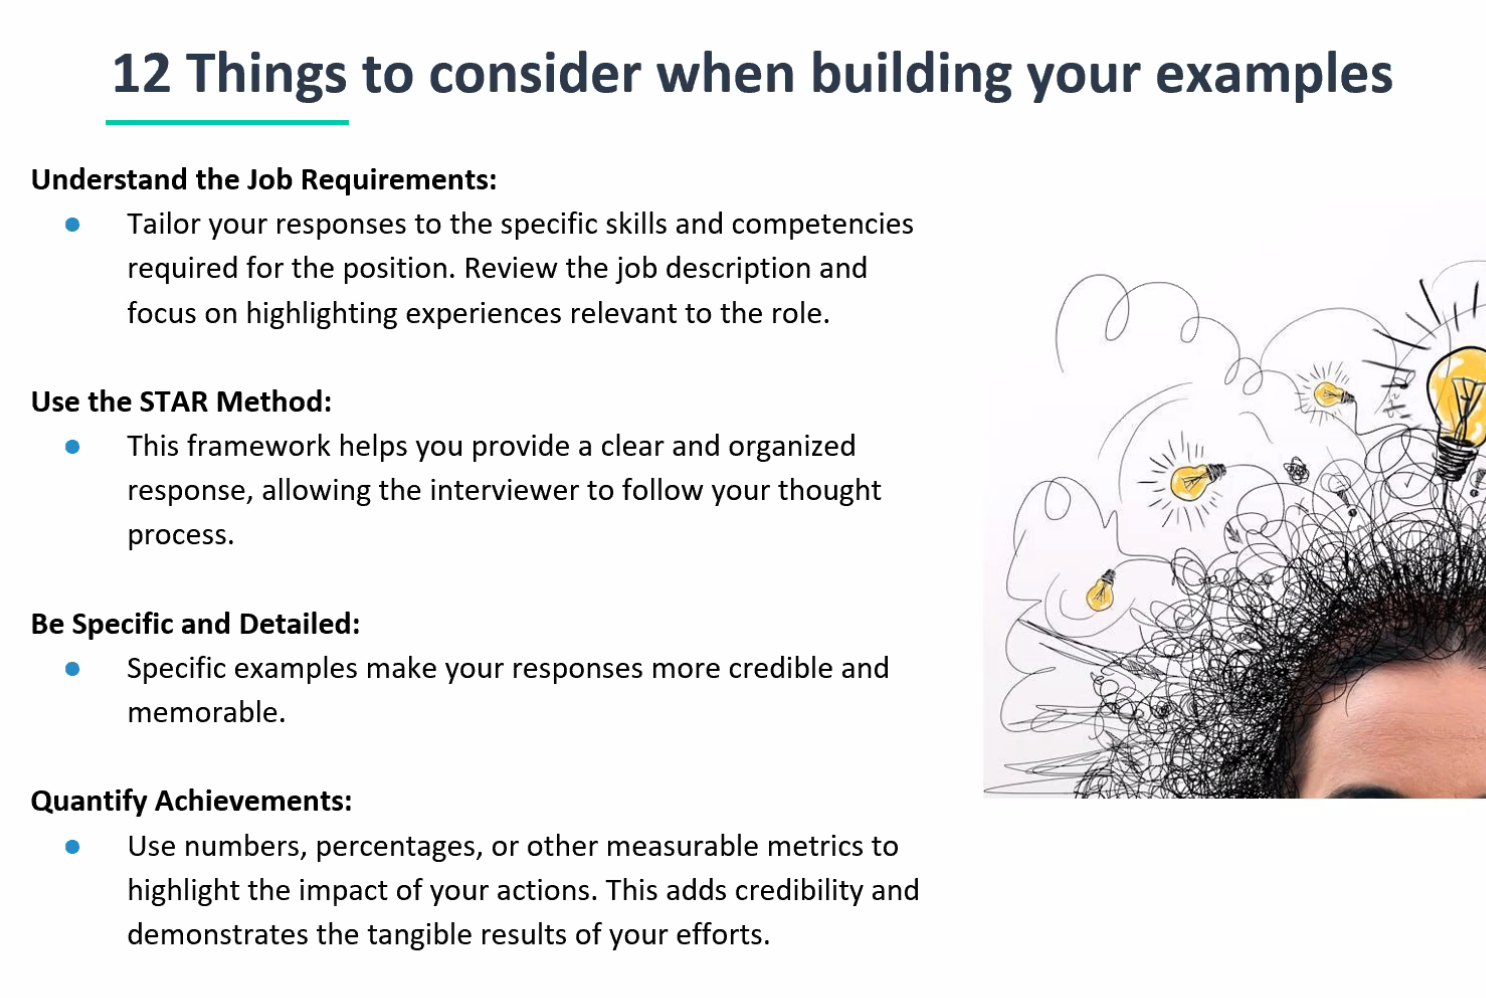 12 Things to consider when building your examples
Understand the Job Requirements:
● Tailor your responses to the specific skills and competencies
required for the position. Review the job description and
focus on highlighting experiences relevant to the role.
Use the STAR Method:
● This framework helps you provide a clear and organized
response, allowing the interviewer to follow your thought
process.
Be Specific and Detailed:
● Specific examples make your responses more credible and
memorable.
Quantify Achievements:
● Use numbers, percentages, or other measurable metrics to
highlight the impact of your actions. This adds credibility and
demonstrates the tangible results of your efforts.